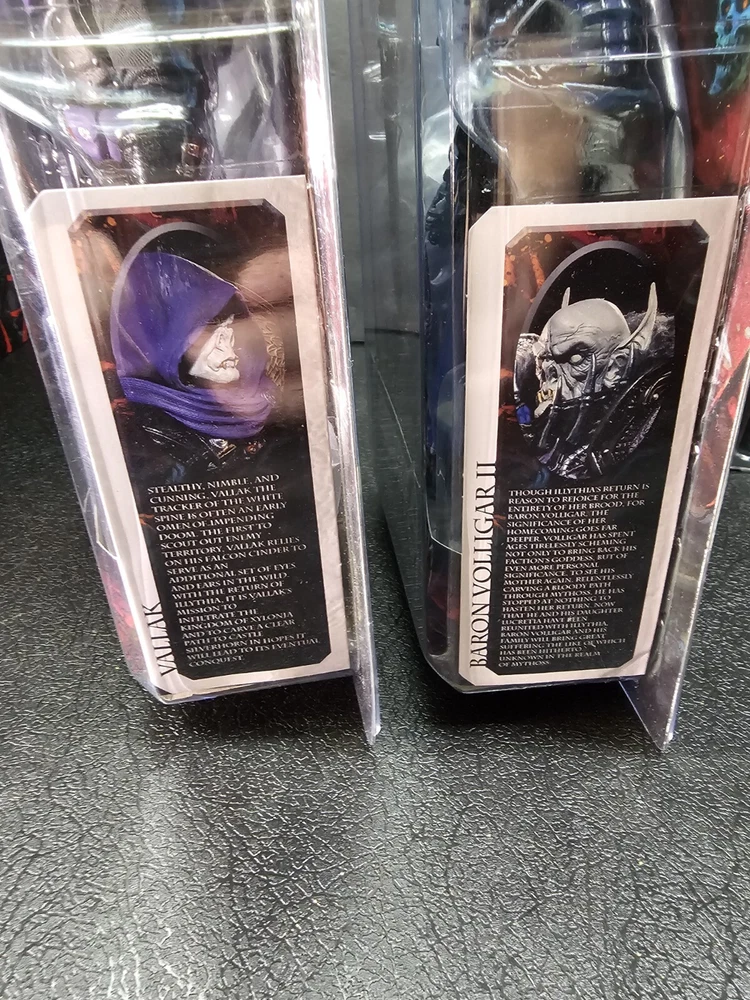 VALLAK
STEALTHY, NIMBLE, AND
CUNNING, VALLAK THE
TRACKER OF THE WHITE
SPINE IS OFTEN AN EARLY
OMEN OF IMPENDING
DOOM. THE FIRST TO
SCOUT OUT ENEMY
TERRITORY, VALLAK RELIES
ON HIS FALCON CINDER TO
SERVE AS AN
ADDITIONAL SET OF EYES
AND EARS IN THE WILD.
WITH THE RETURN OF
ILLYTHIA, IT IS VALLAK'S
MISSION TO
INFILTRATE THE
KINGDOM OF XYLONIA
AND TO CARVE A CLEAR
PATH TO CASTLE
SILVERHORN IN HOPES IT
WILL LEAD TO ITS EVENTUAL
CONQUEST.
BARON VOLLIGAR II
THOUGH ILLYTHIA'S RETURN IS
REASON TO REJOICE FOR THE
ENTIRETY OF HER BROOD, FOR
BARON VOLLIGAR, THE
SIGNIFICANCE OF HER
HOMECOMING GOES FAR
DEEPER. VOLLIGAR HAS SPENT
AGES TIRELESSLY SCHEMING
NOT ONLY TO BRING BACK HIS
FACTION'S GODDESS, BUT OF
EVEN MORE PERSONAL
SIGNIFICANCE, TO SEE HIS
MOTHER AGAIN. RELENTLESSLY
CARVING A BLOODY PATH
THROUGH MYTHOSS, HE HAS
STOPPED AT NOTHING TO
HASTEN HER RETURN. NOW
THAT HE AND HIS DAUGHTER
LUCRETIA HAVE BEEN
REUNITED WITH ILLYTHIA,
BARON VOLLIGAR AND HIS
FAMILY WILL BRING GREAT
SUFFERING THE LIKE OF WHICH
HAS BEEN HITHERTO
UNKNOWN IN THE REALM
OF MYTHOSS.